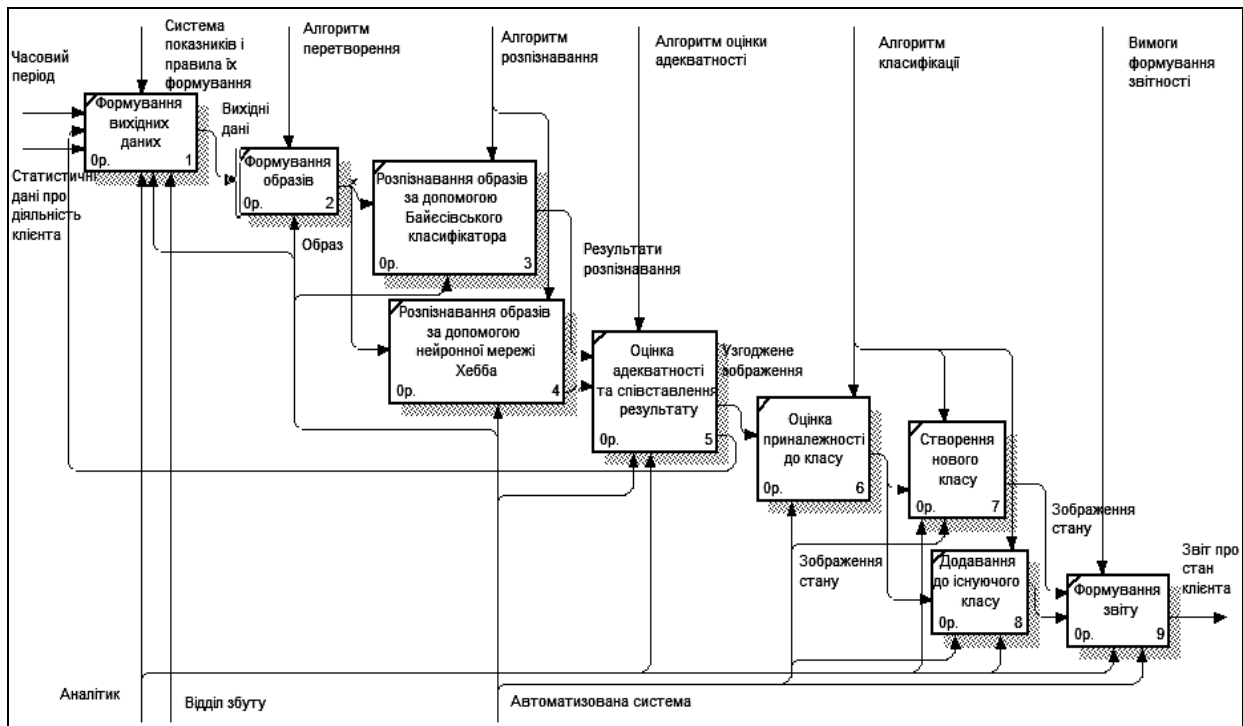 Часовий
період
Система
показників і
правила їх
формування
Алгоритм
перетворення
Алгоритм
розпізнавання
Алгоритм оцінки
адекватності
Алгоритм
класифікації
Вимоги
формування
звітності
Формування
вихідних
даних
0р. 1
Вихідні
дані
Статистичні
дані про
діяльність
клієнта
Формування
образів
0р. 2
Образ
Розпізнавання образів
за допомогою
Байєсівського
класифікатора
0р. 3
Результати
розпізнавання
Розпізнавання образів
за допомогою
нейронної мережі
Хебба
0р. 4
Оцінка
адекватності
та співставлення
результату
0р. 5
Узгоджене
зображення
Оцінка
приналежності
до класу
0р. 6
Створення
нового
класу
0р. 7
Зображення
стану
Зображення
стану
Додавання
до існуючого
класу
0р. 8
Формування
звіту
0р. 9
Звіт про
стан
клієнта
Аналітик
Відділ збуту
Автоматизована система